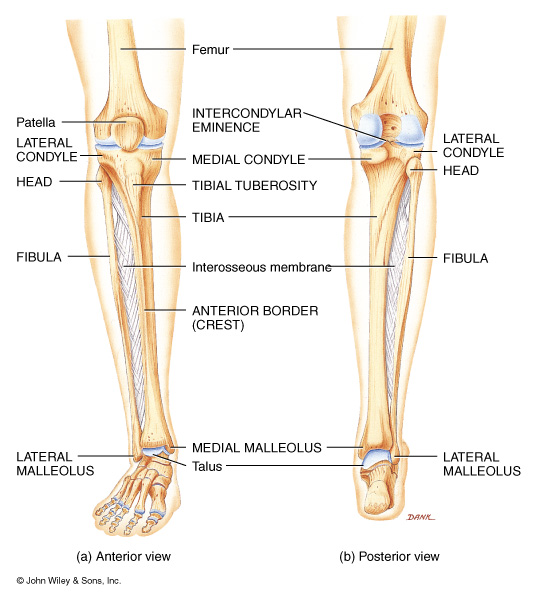 Femur
Patella
INTERCONDYLAR
EMINENCE
LATERAL
CONDYLE
LATERAL
CONDYLE
MEDIAL CONDYLE
HEAD
HEAD
TIBIAL TUBEROSITY
TIBIA
FIBULA
FIBULA
Interosseous membrane
ANTERIOR BORDER
(CREST)
MEDIAL MALLEOLUS
LATERAL
MALLEOLUS
Talus
LATERAL
MALLEOLUS
DANK
(a) Anterior view
(b) Posterior view
© John Wiley & Sons, Inc.